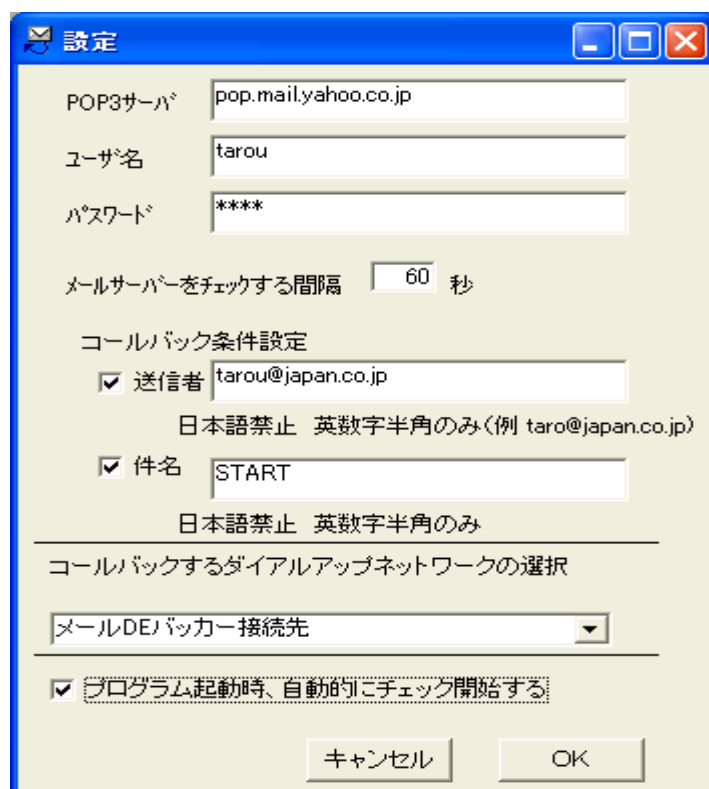 設定
POP3サーバ pop.mail.yahoo.co.jp
ユーザ名 tarou
パスワード ****
メールサーバーをチェックする間隔 60 秒
コールバック条件設定
送信者 tarou@japan.co.jp
日本語禁止 英数字半角のみ(例 taro@japan.co.jp)
件名 START
日本語禁止 英数字半角のみ
コールバックするダイアルアップネットワークの選択
メールDEバッカー接続先
プログラム起動時、自動的にチェック開始する
キャンセル OK